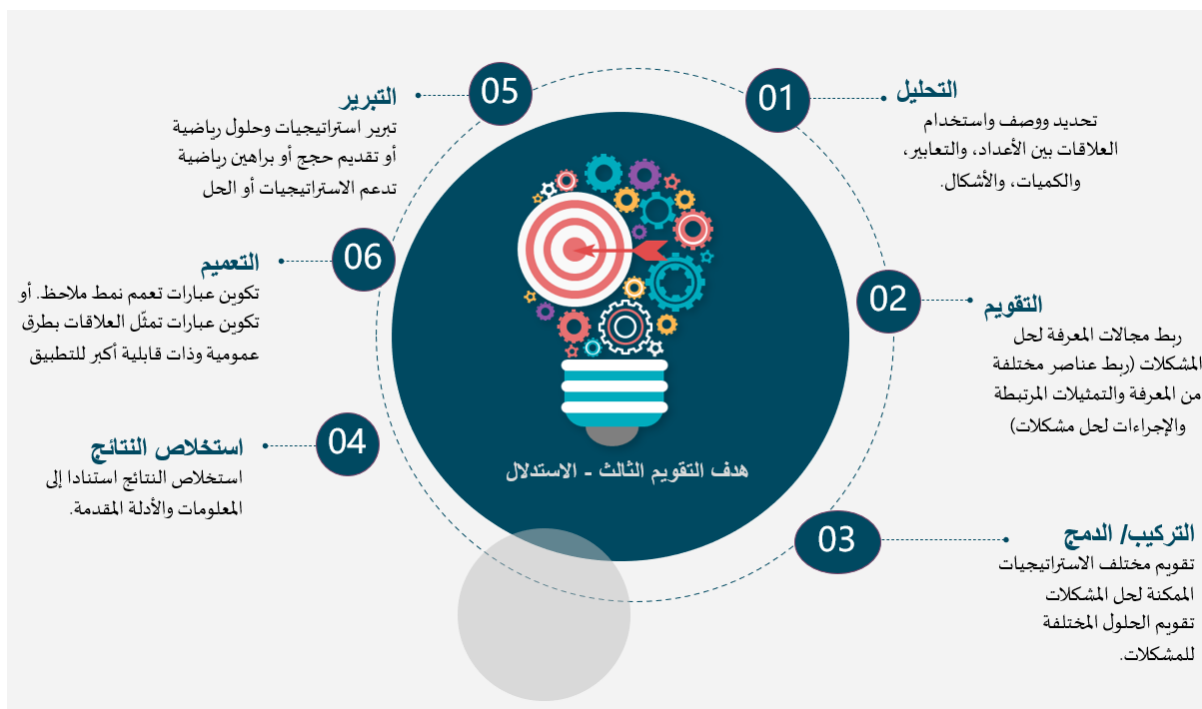 01
التحليل
تحديد ووصف واستخدام
العلاقات بين الأعداد، والتعابير،
والكميات، والأشكال.
02
التقويم
ربط مجالات المعرفة لحل
المشكلات (ربط عناصر مختلفة
من المعرفة والتمثيلات المرتبطة
والإجراءات لحل مشكلات)
03
التركيب/ الدمج
تقويم مختلف الاستراتيجيات
الممكنة لحل المشكلات
تقويم الحلول المختلفة
للمشكلات.
04
استخلاص النتائج
استخلاص النتائج استنادا إلى
المعلومات والأدلة المقدمة.
05
التبرير
تبرير استراتيجيات وحلول رياضية
أو تقديم حجج أو براهين رياضية
تدعم الاستراتيجيات أو الحل
06
التعميم
تكوين عبارات تعمم نمط ملاحظ. أو
تكوين عبارات تمثّل العلاقات بطرق
عمومية وذات قابلية أكبر للتطبيق
هدف التقويم الثالث - الاستدلال